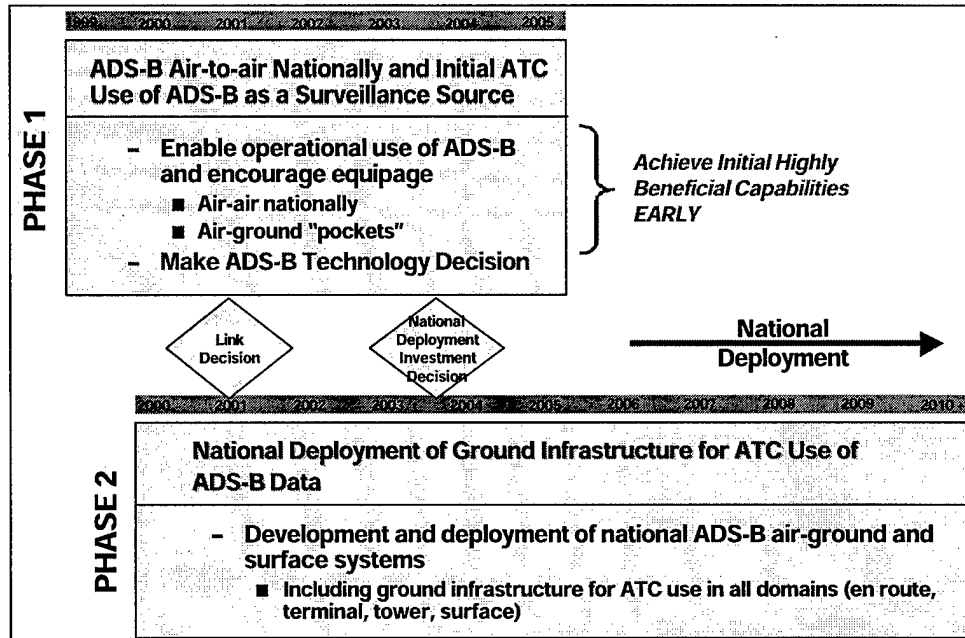 1999 2000 2001 2002 2003 2004 2005
PHASE 1
ADS-B Air-to-air Nationally and Initial ATC
Use of ADS-B as a Surveillance Source
– Enable operational use of ADS-B
and encourage equipage
■ Air-air nationally
■ Air-ground "pockets"
– Make ADS-B Technology Decision
Achieve Initial Highly
Beneficial Capabilities
EARLY
Link
Decision
National
Deployment
Investment
Decision
National
Deployment
2000 2001 2002 2003 2004 2005 2006 2007 2008 2009 2010+
PHASE 2
National Deployment of Ground Infrastructure for ATC Use of
ADS-B Data
– Development and deployment of national ADS-B air-ground and
surface systems
■ Including ground infrastructure for ATC use in all domains (en route,
terminal, tower, surface)